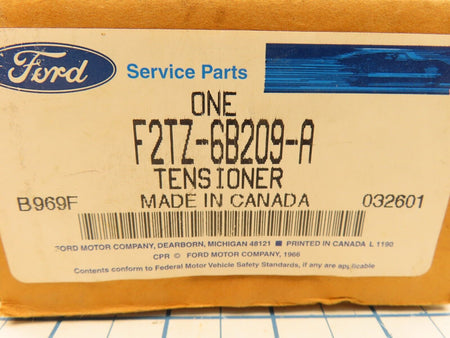 Ford
Service Parts
ONE
F2TZ-6B209-A
TENSIONER
B969F MADE IN CANADA 032601
FORD MOTOR COMPANY, DEARBORN, MICHIGAN 48121 ■ PRINTED IN CANADA L 1190
CPR © FORD MOTOR COMPANY, 1966
Contents conform to Federal Motor Vehicle Safety Standards, if any are applicable